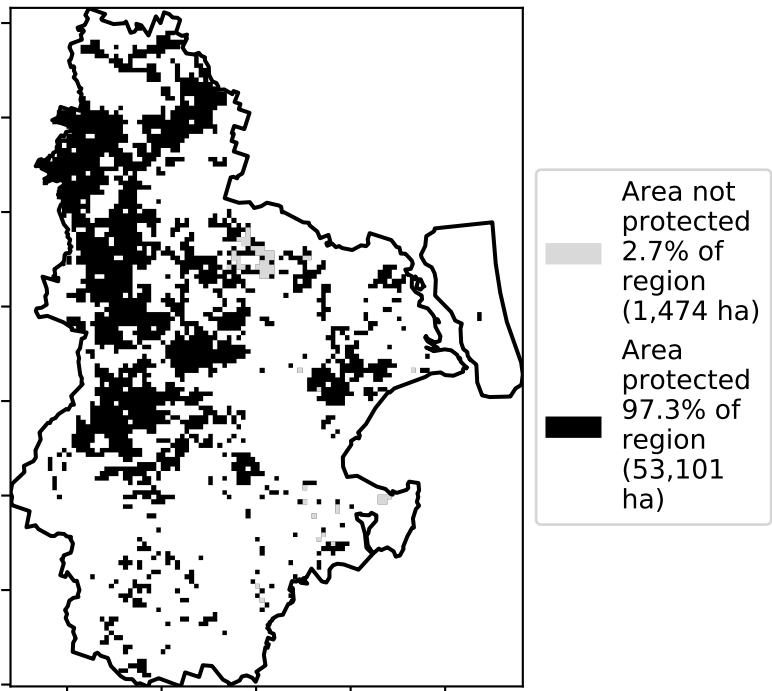 Area not
protected
2.7% of
region
(1,474 ha)
Area
protected
97.3% of
region
(53,101
ha)